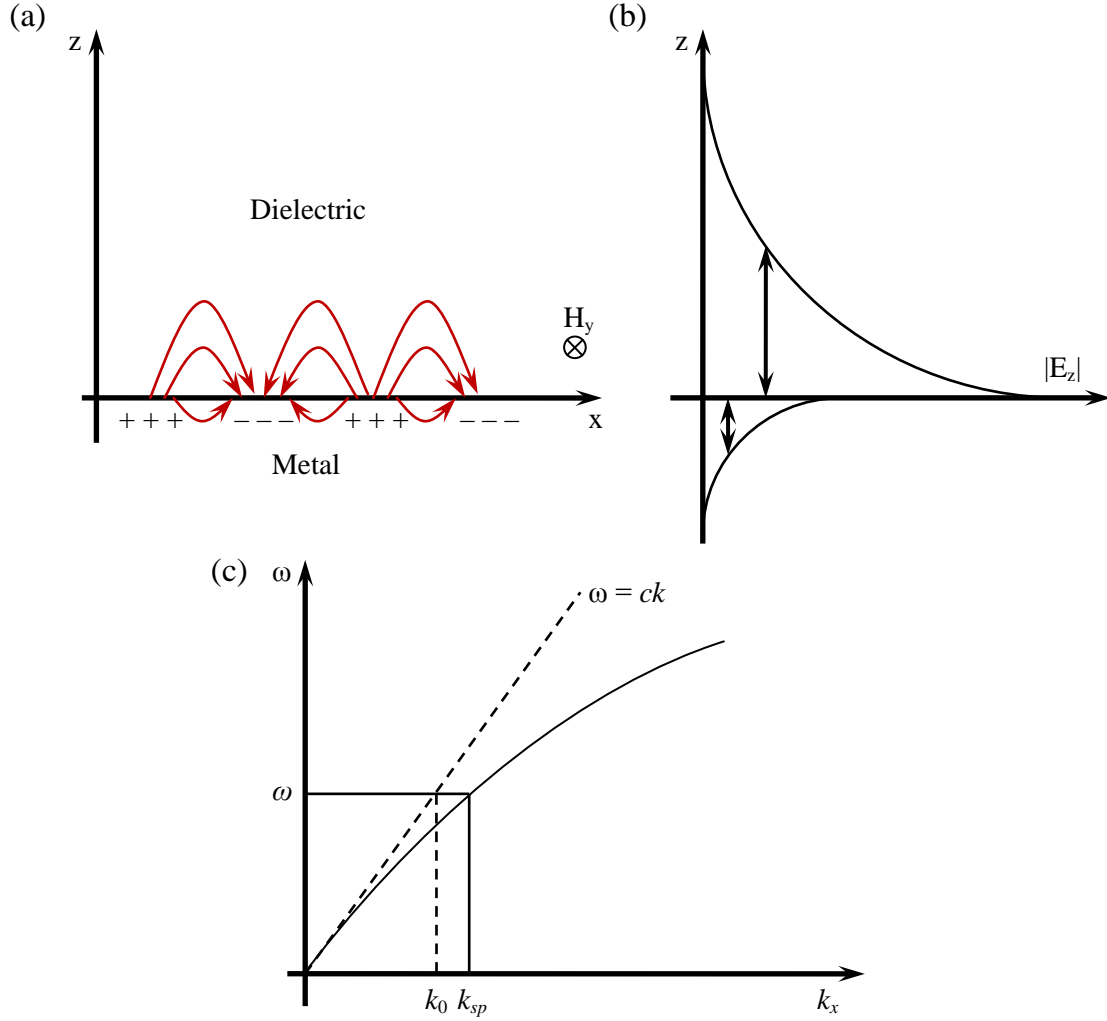 (a)
z
Dielectric
H_y
⊗
+ + + − − − + + + − − −
x
Metal
(b)
z
|E_z|
(c)
ω
ω = ck
ω
k_0 k_sp k_x